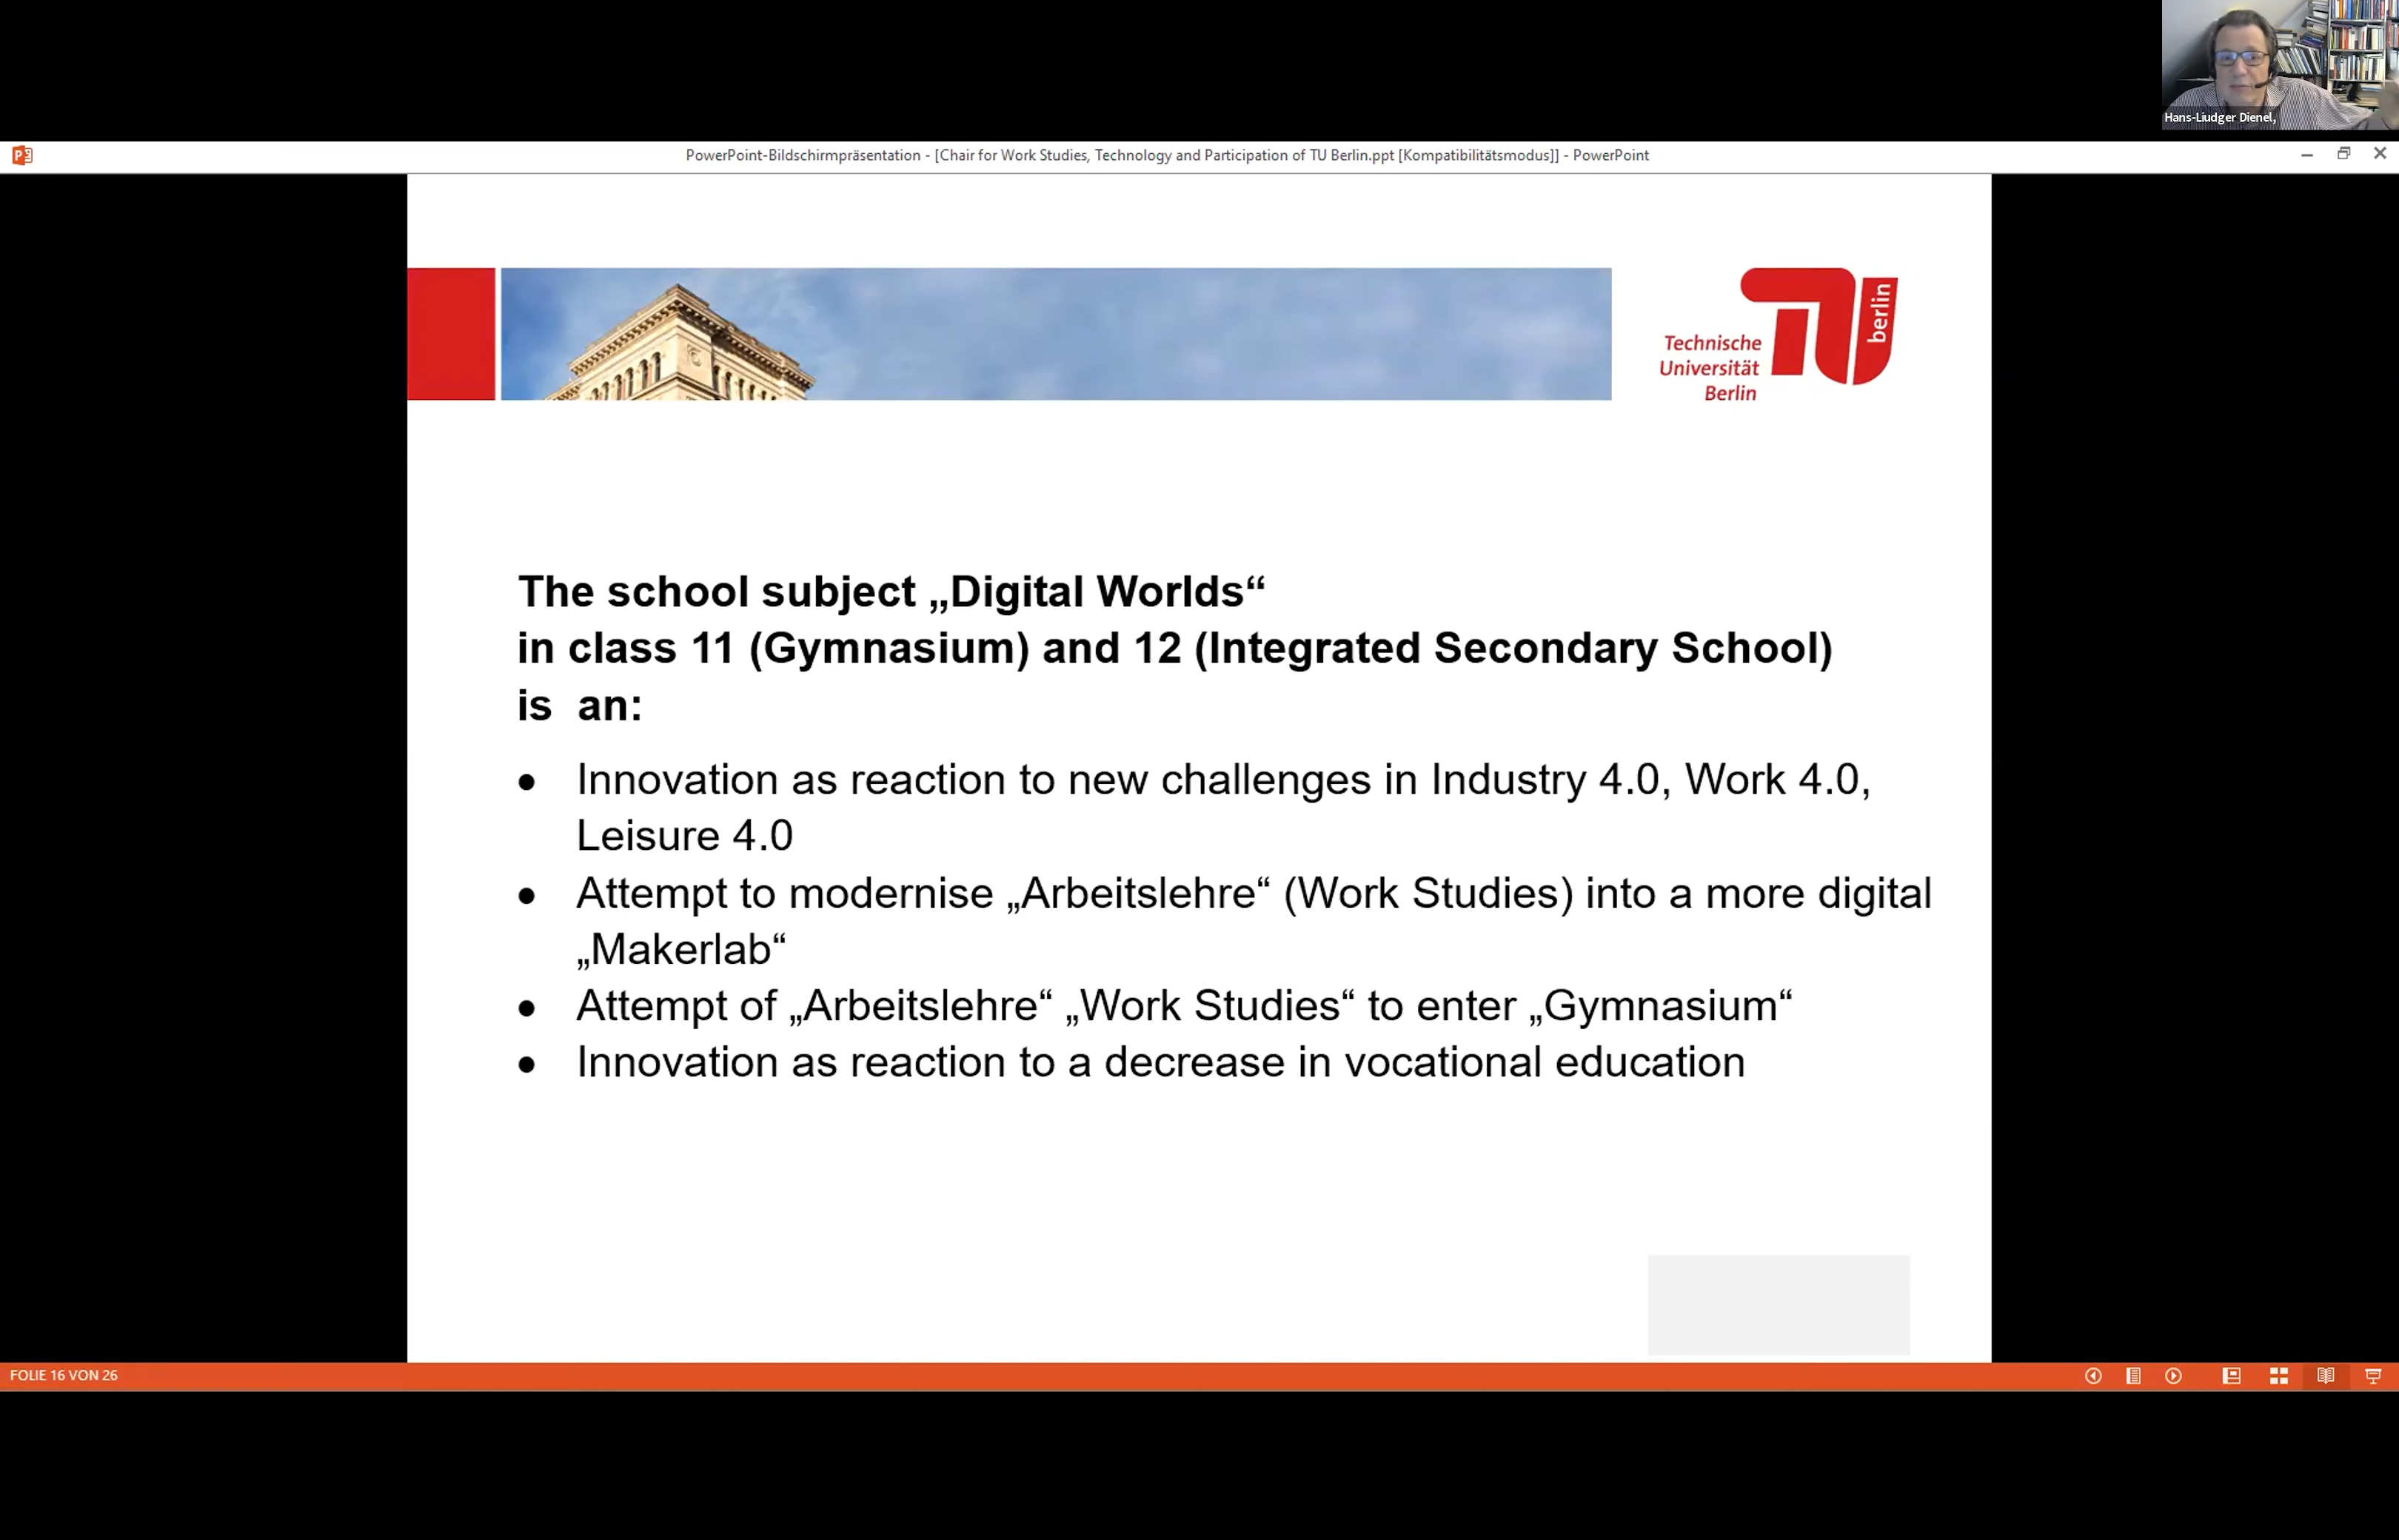 Hans-Liudger Dienel,
PowerPoint-Bildschirmpräsentation - [Chair for Work Studies, Technology and Participation of TU Berlin.ppt [Kompatibilitätsmodus]] - PowerPoint
berlin
Technische
Universität
Berlin
The school subject „Digital Worlds“
in class 11 (Gymnasium) and 12 (Integrated Secondary School)
is  an:
• Innovation as reaction to new challenges in Industry 4.0, Work 4.0,
Leisure 4.0
• Attempt to modernise „Arbeitslehre“ (Work Studies) into a more digital
„Makerlab“
• Attempt of „Arbeitslehre“ „Work Studies“ to enter „Gymnasium“
• Innovation as reaction to a decrease in vocational education
FOLIE 16 VON 26